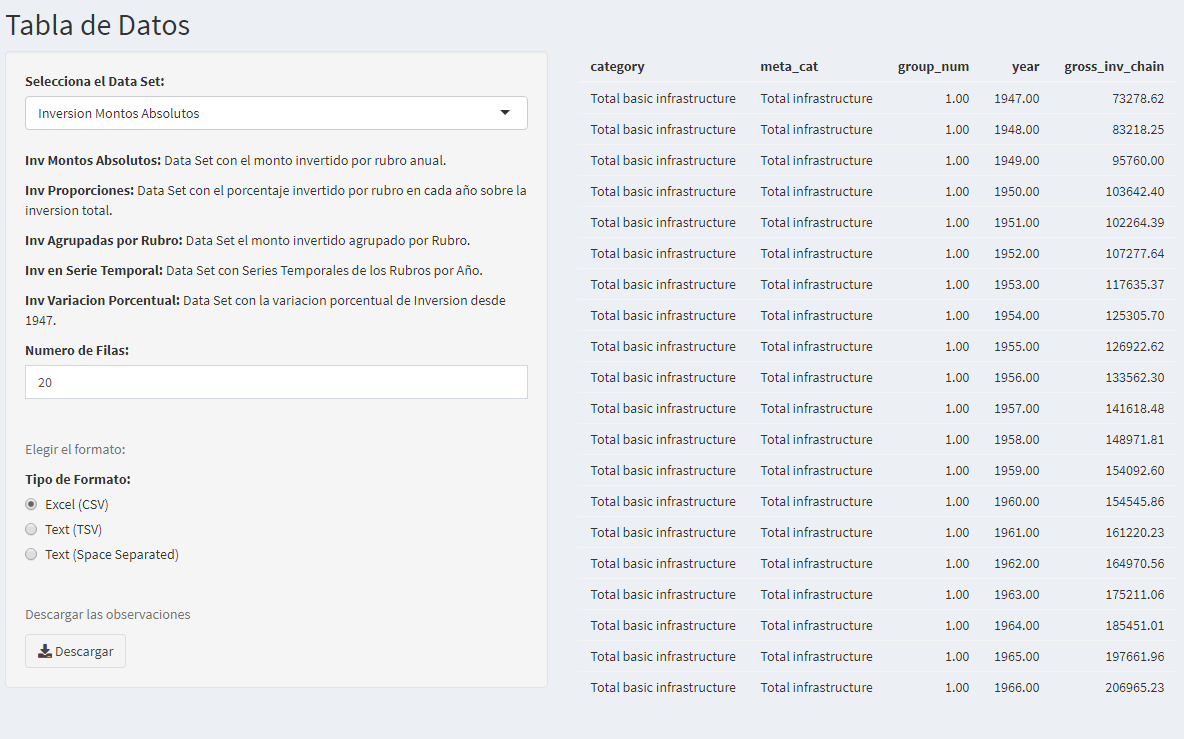 Tabla de Datos
Selecciona el Data Set:
Inversion Montos Absolutos
Inv Montos Absolutos: Data Set con el monto invertido por rubro anual.
Inv Proporciones: Data Set con el porcentaje invertido por rubro en cada año sobre la
inversion total.
Inv Agrupadas por Rubro: Data Set el monto invertido agrupado por Rubro.
Inv en Serie Temporal: Data Set con Series Temporales de los Rubros por Año.
Inv Variacion Porcentual: Data Set con la variacion porcentual de Inversion desde
1947.
Numero de Filas:
20
Elegir el formato:
Tipo de Formato:
Excel (CSV)
Text (TSV)
Text (Space Separated)
Descargar las observaciones
Descargar
category meta_cat group_num year gross_inv_chain
Total basic infrastructure Total infrastructure 1.00 1947.00 73278.62
Total basic infrastructure Total infrastructure 1.00 1948.00 83218.25
Total basic infrastructure Total infrastructure 1.00 1949.00 95760.00
Total basic infrastructure Total infrastructure 1.00 1950.00 103642.40
Total basic infrastructure Total infrastructure 1.00 1951.00 102264.39
Total basic infrastructure Total infrastructure 1.00 1952.00 107277.64
Total basic infrastructure Total infrastructure 1.00 1953.00 117635.37
Total basic infrastructure Total infrastructure 1.00 1954.00 125305.70
Total basic infrastructure Total infrastructure 1.00 1955.00 126922.62
Total basic infrastructure Total infrastructure 1.00 1956.00 133562.30
Total basic infrastructure Total infrastructure 1.00 1957.00 141618.48
Total basic infrastructure Total infrastructure 1.00 1958.00 148971.81
Total basic infrastructure Total infrastructure 1.00 1959.00 154092.60
Total basic infrastructure Total infrastructure 1.00 1960.00 154545.86
Total basic infrastructure Total infrastructure 1.00 1961.00 161220.23
Total basic infrastructure Total infrastructure 1.00 1962.00 164970.56
Total basic infrastructure Total infrastructure 1.00 1963.00 175211.06
Total basic infrastructure Total infrastructure 1.00 1964.00 185451.01
Total basic infrastructure Total infrastructure 1.00 1965.00 197661.96
Total basic infrastructure Total infrastructure 1.00 1966.00 206965.23